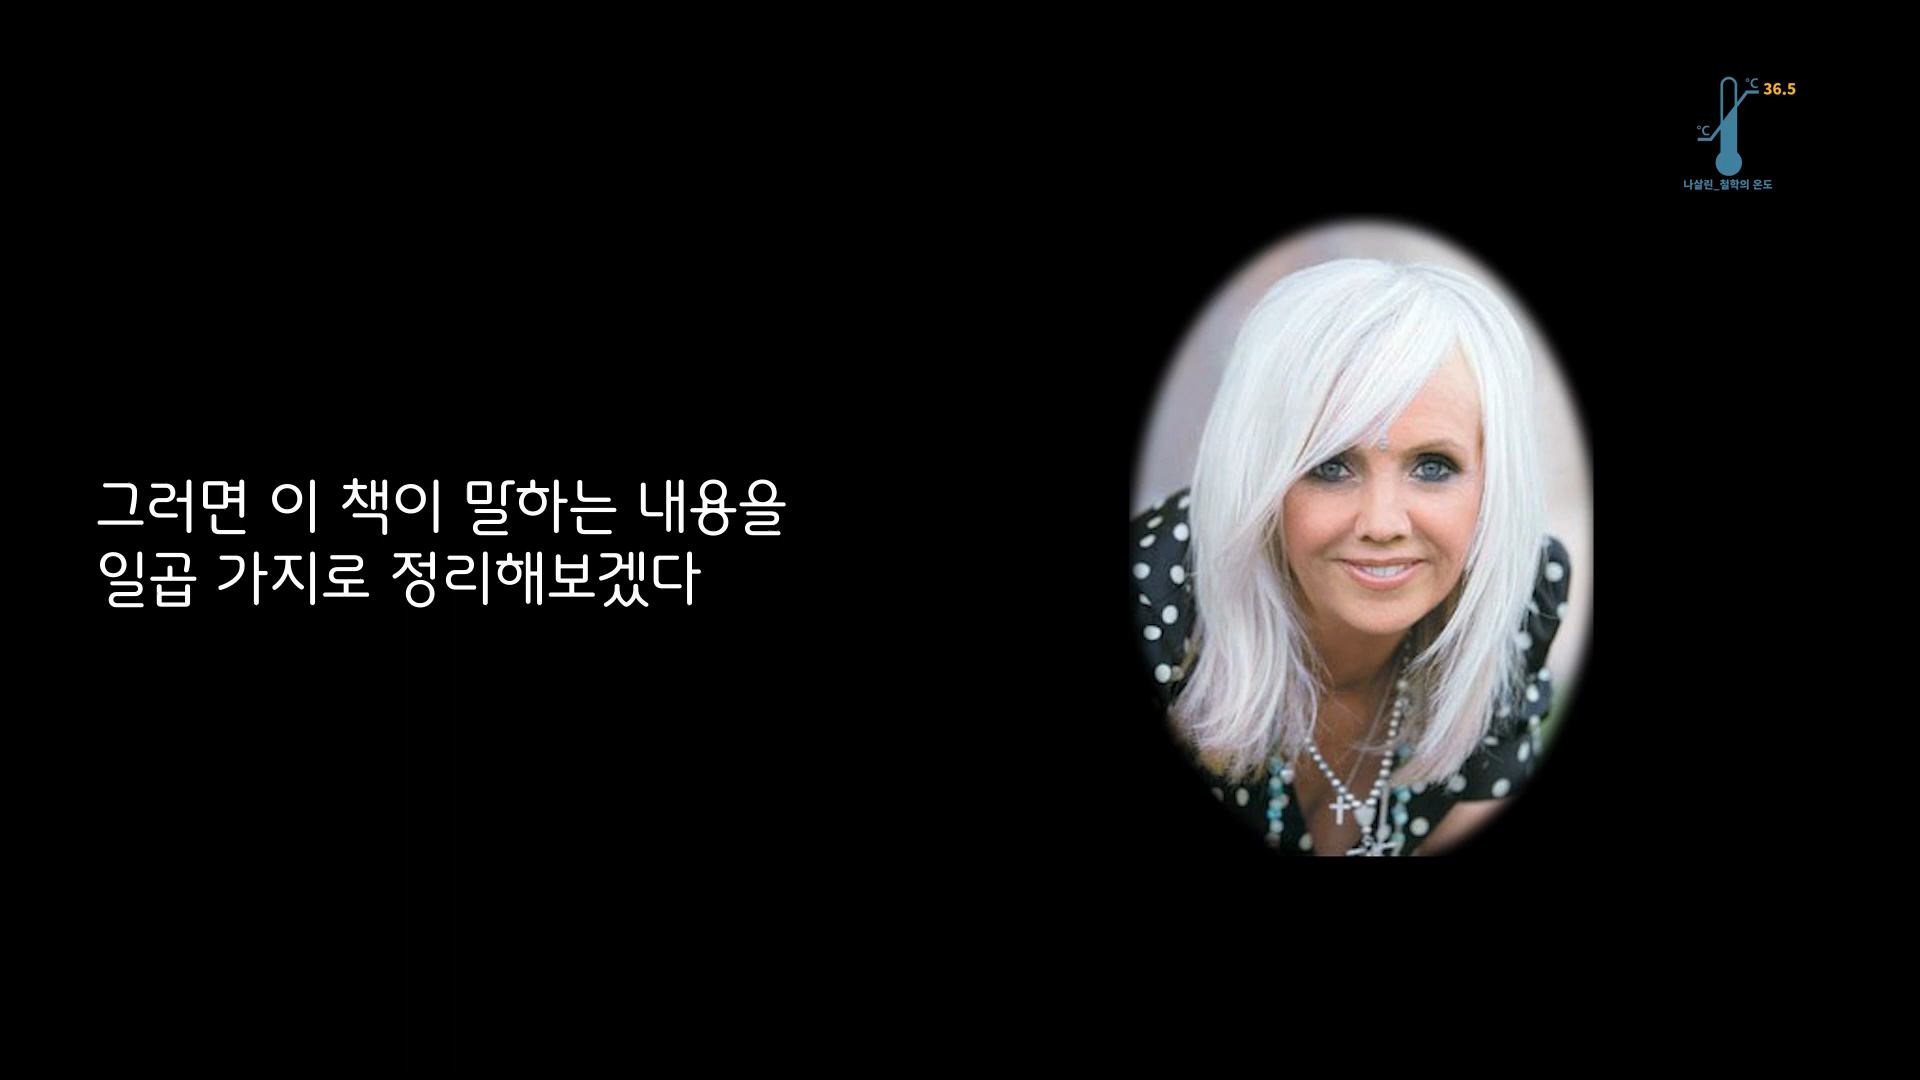 °C 36.5
°C
나살린_철학의 온도
그러면 이 책이 말하는 내용을
일곱 가지로 정리해보겠다